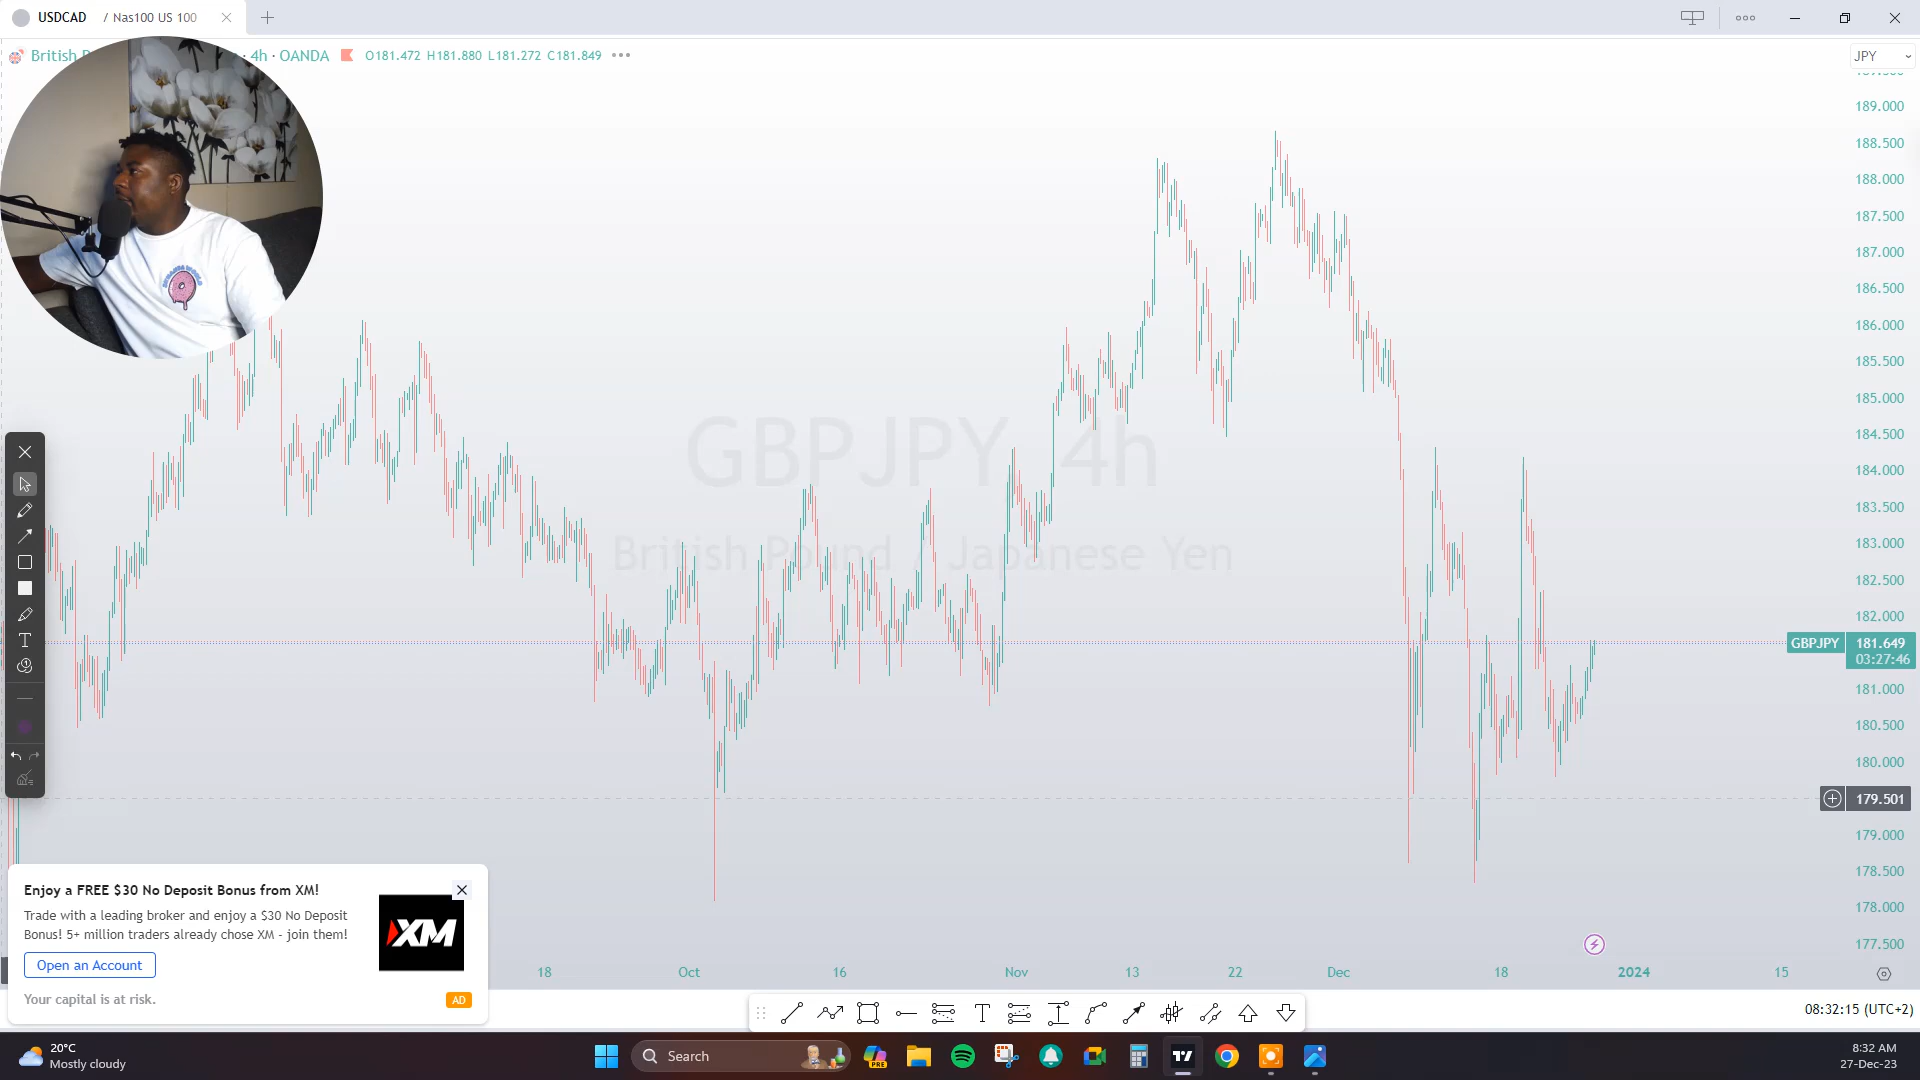 USDCAD / Nas100 US 100
British · 4h · OANDA O181.472 H181.880 L181.272 C181.849
JPY
189.000
188.500
188.000
187.500
187.000
186.500
186.000
185.500
185.000
184.500
184.000
183.500
183.000
182.500
182.000
GBPJPY 181.649
03:27:46
181.000
180.500
180.000
179.501
179.000
178.500
178.000
177.500
GBPJPY 4h
British Pound / Japanese Yen
18 Oct 16 Nov 13 22 Dec 18 2024 15
Enjoy a FREE $30 No Deposit Bonus from XM!
Trade with a leading broker and enjoy a $30 No Deposit
Bonus! 5+ million traders already chose XM - join them!
XM
Open an Account
Your capital is at risk.
AD
08:32:15 (UTC+2)
20°C
Mostly cloudy
Search
PRE
8:32 AM
27-Dec-23